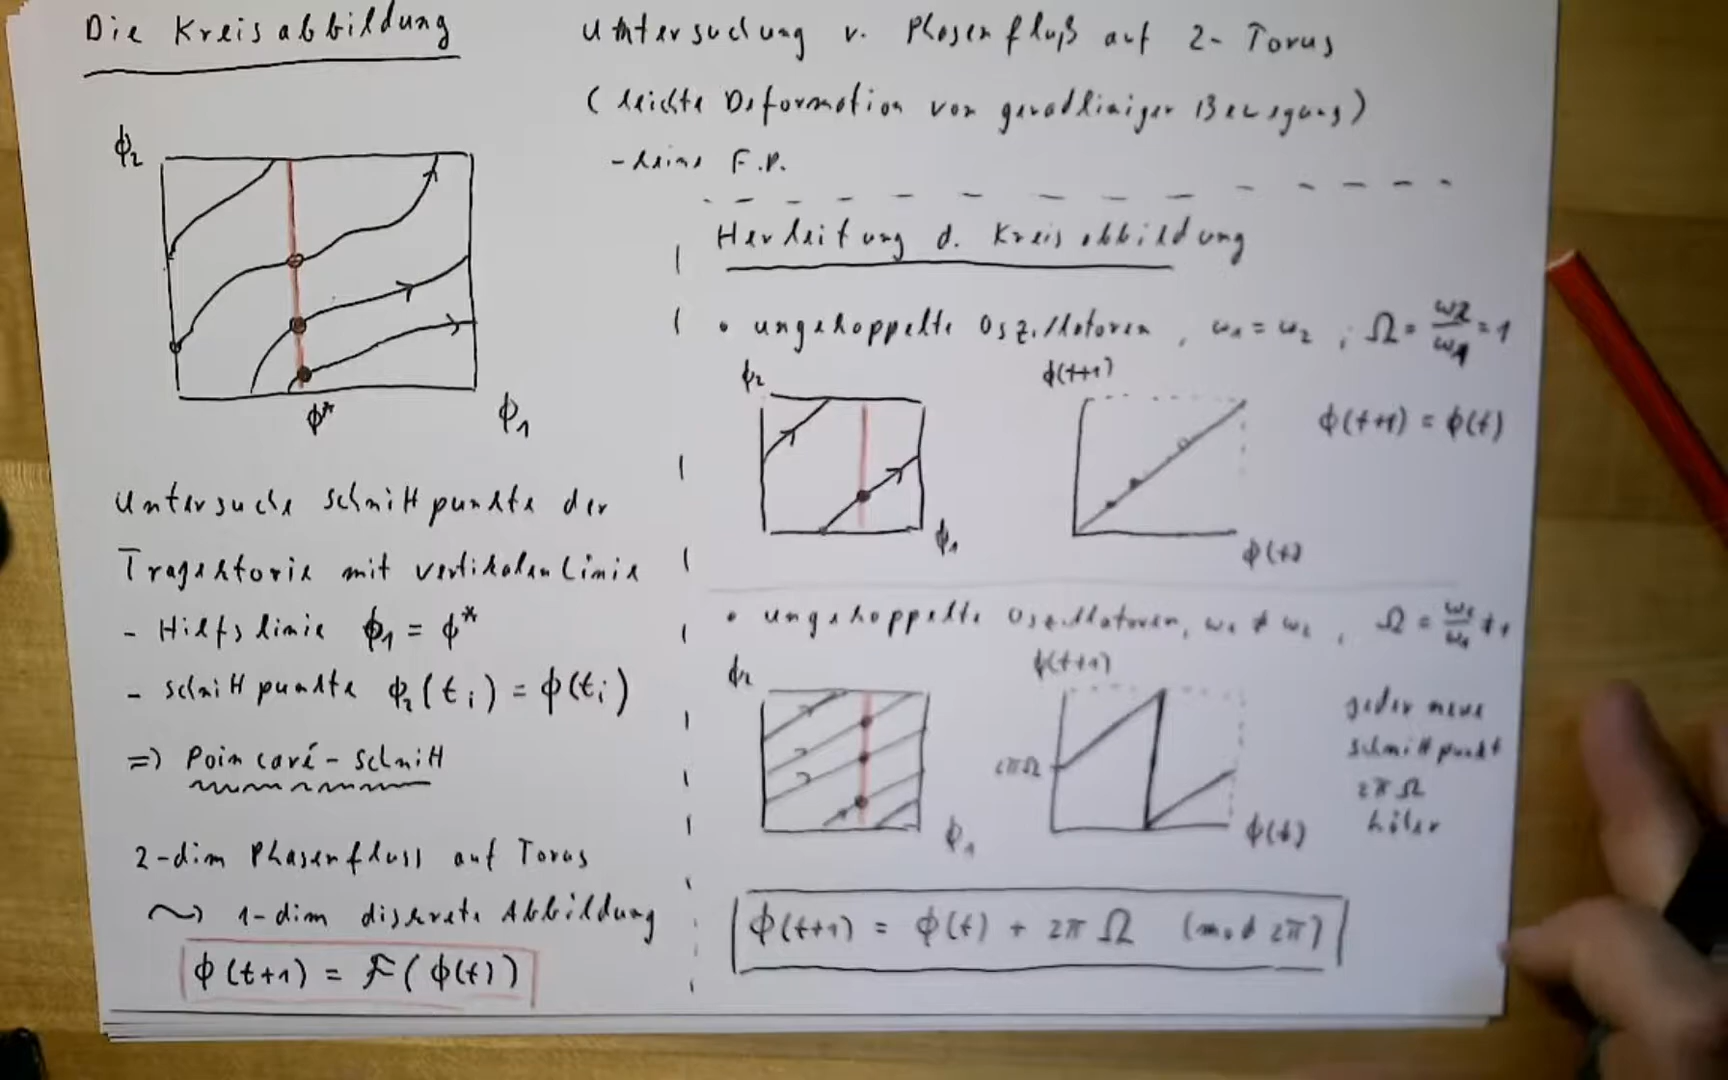 Die Kreisabbildung
Untersuchung v. Phasenfluß auf 2-Torus
(leichte Deformation von geradliniger Bewegung)
- keine F.P.
ϕ₂
ϕ*
ϕ₁
Untersuche Schnittpunkte der
Trajektorie mit vertikalen Linie
- Hilfslinie ϕ₁ = ϕ*
- Schnittpunkte ϕ₂(tᵢ) = ϕ(tᵢ)
=> Poincaré-Schnitt
2-dim Phasenfluss auf Torus
⤳ 1-dim diskrete Abbildung
ϕ(t+1) = F(ϕ(t))
Herleitung d. Kreisabbildung
• ungekoppelte Oszillatoren, ω₁ = ω₂ ; Ω = ω2/ω1 = 1
ϕ₂
ϕ(t+1)
ϕ(t+1) = ϕ(t)
ϕ₁
ϕ(t)
• ungekoppelte Oszillatoren, ω₁ ≠ ω₂, Ω = ω₂/ω₁ ≠ 1
ϕ₂
ϕ(t+1)
2πΩ
ϕ₁
ϕ(t)
jeder neue
Schnittpunkt
2πΩ
höher
ϕ(t+1) = ϕ(t) + 2πΩ (mod 2π)